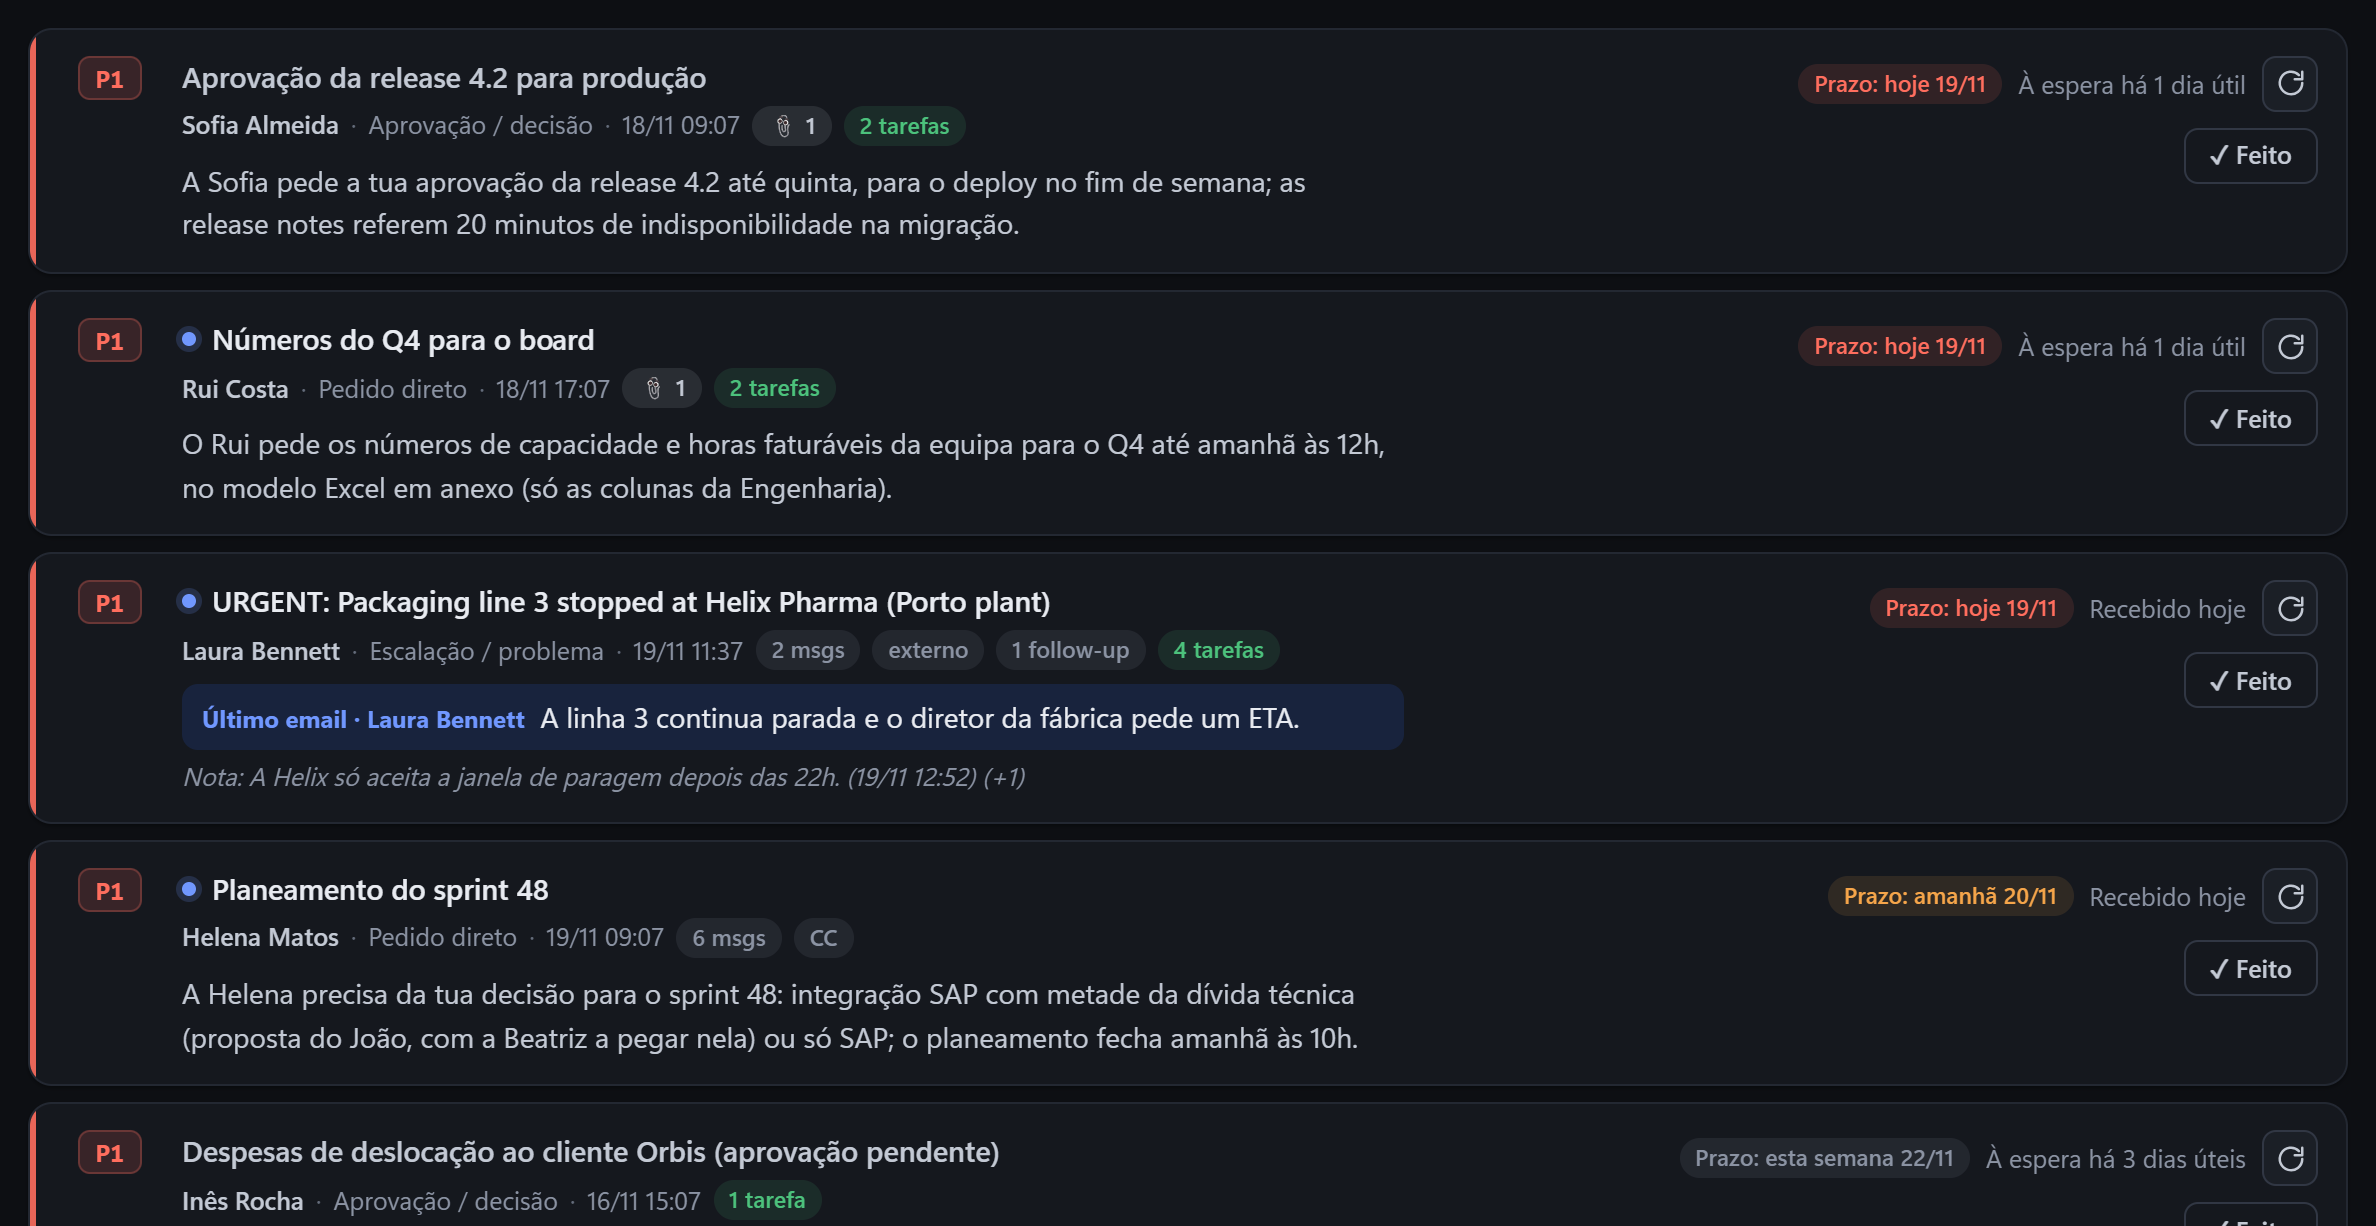 P1
Aprovação da release 4.2 para produção
Prazo: hoje 19/11 À espera há 1 dia útil
Sofia Almeida · Aprovação / decisão · 18/11 09:07 1 2 tarefas
✓ Feito
A Sofia pede a tua aprovação da release 4.2 até quinta, para o deploy no fim de semana; as
release notes referem 20 minutos de indisponibilidade na migração.
P1
Números do Q4 para o board
Prazo: hoje 19/11 À espera há 1 dia útil
Rui Costa · Pedido direto · 18/11 17:07 1 2 tarefas
✓ Feito
O Rui pede os números de capacidade e horas faturáveis da equipa para o Q4 até amanhã às 12h,
no modelo Excel em anexo (só as colunas da Engenharia).
P1
URGENT: Packaging line 3 stopped at Helix Pharma (Porto plant)
Prazo: hoje 19/11 Recebido hoje
Laura Bennett · Escalação / problema · 19/11 11:37 2 msgs externo 1 follow-up 4 tarefas
✓ Feito
Último email · Laura Bennett A linha 3 continua parada e o diretor da fábrica pede um ETA.
Nota: A Helix só aceita a janela de paragem depois das 22h. (19/11 12:52) (+1)
P1
Planeamento do sprint 48
Prazo: amanhã 20/11 Recebido hoje
Helena Matos · Pedido direto · 19/11 09:07 6 msgs CC
✓ Feito
A Helena precisa da tua decisão para o sprint 48: integração SAP com metade da dívida técnica
(proposta do João, com a Beatriz a pegar nela) ou só SAP; o planeamento fecha amanhã às 10h.
P1
Despesas de deslocação ao cliente Orbis (aprovação pendente)
Prazo: esta semana 22/11 À espera há 3 dias úteis
Inês Rocha · Aprovação / decisão · 16/11 15:07 1 tarefa